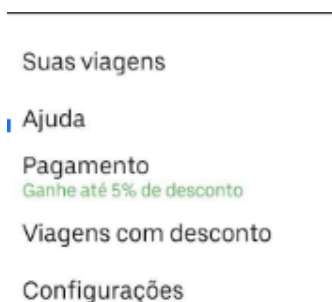 Suas viagens
Ajuda
Pagamento
Ganhe até 5% de desconto
Viagens com desconto
Configurações